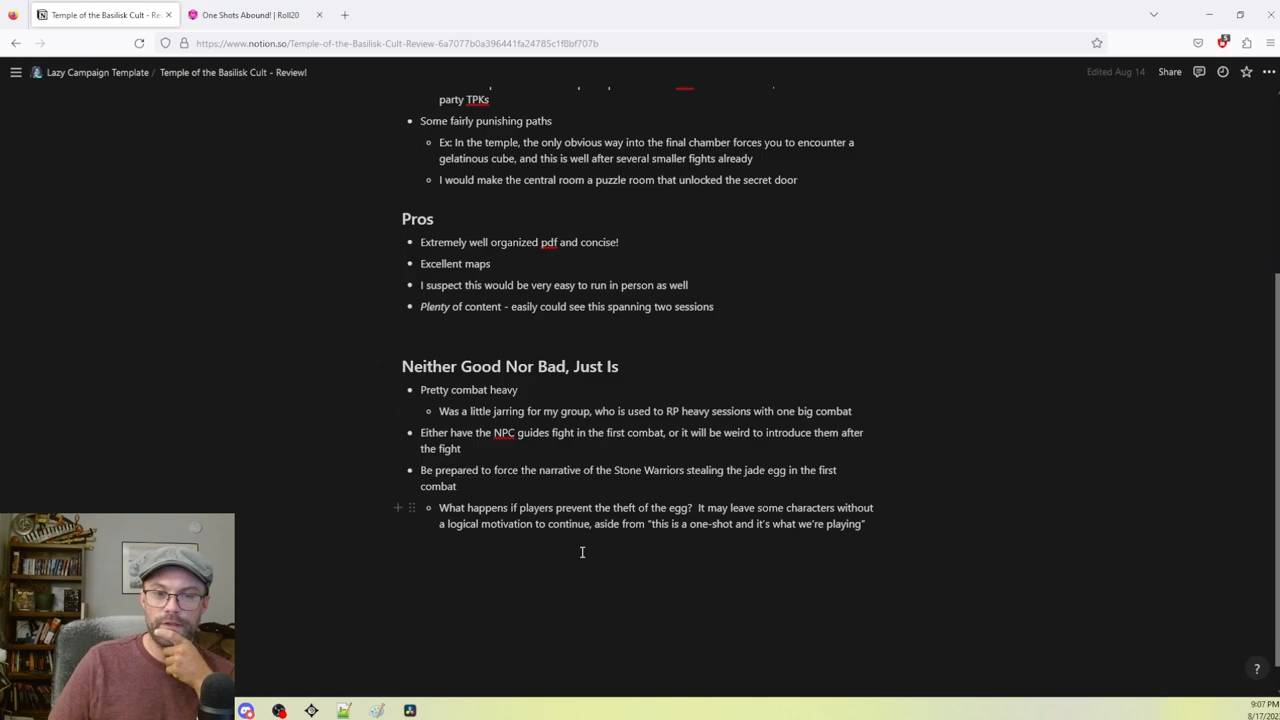 Temple of the Basilisk Cult - Re
One Shots Abound! | Roll20
https://www.notion.so/Temple-of-the-Basilisk-Cult-Review-6a7077b0a396441fa24785c1f8bf707b
Lazy Campaign Template / Temple of the Basilisk Cult - Review!
Edited Aug 14
Share
party TPKs
Some fairly punishing paths
Ex: In the temple, the only obvious way into the final chamber forces you to encounter a
gelatinous cube, and this is well after several smaller fights already
I would make the central room a puzzle room that unlocked the secret door
Pros
Extremely well organized pdf and concise!
Excellent maps
I suspect this would be very easy to run in person as well
Plenty of content - easily could see this spanning two sessions
Neither Good Nor Bad, Just Is
Pretty combat heavy
Was a little jarring for my group, who is used to RP heavy sessions with one big combat
Either have the NPC guides fight in the first combat, or it will be weird to introduce them after
the fight
Be prepared to force the narrative of the Stone Warriors stealing the jade egg in the first
combat
What happens if players prevent the theft of the egg?  It may leave some characters without
a logical motivation to continue, aside from “this is a one-shot and it’s what we’re playing”
?
9:07 PM
8/17/202